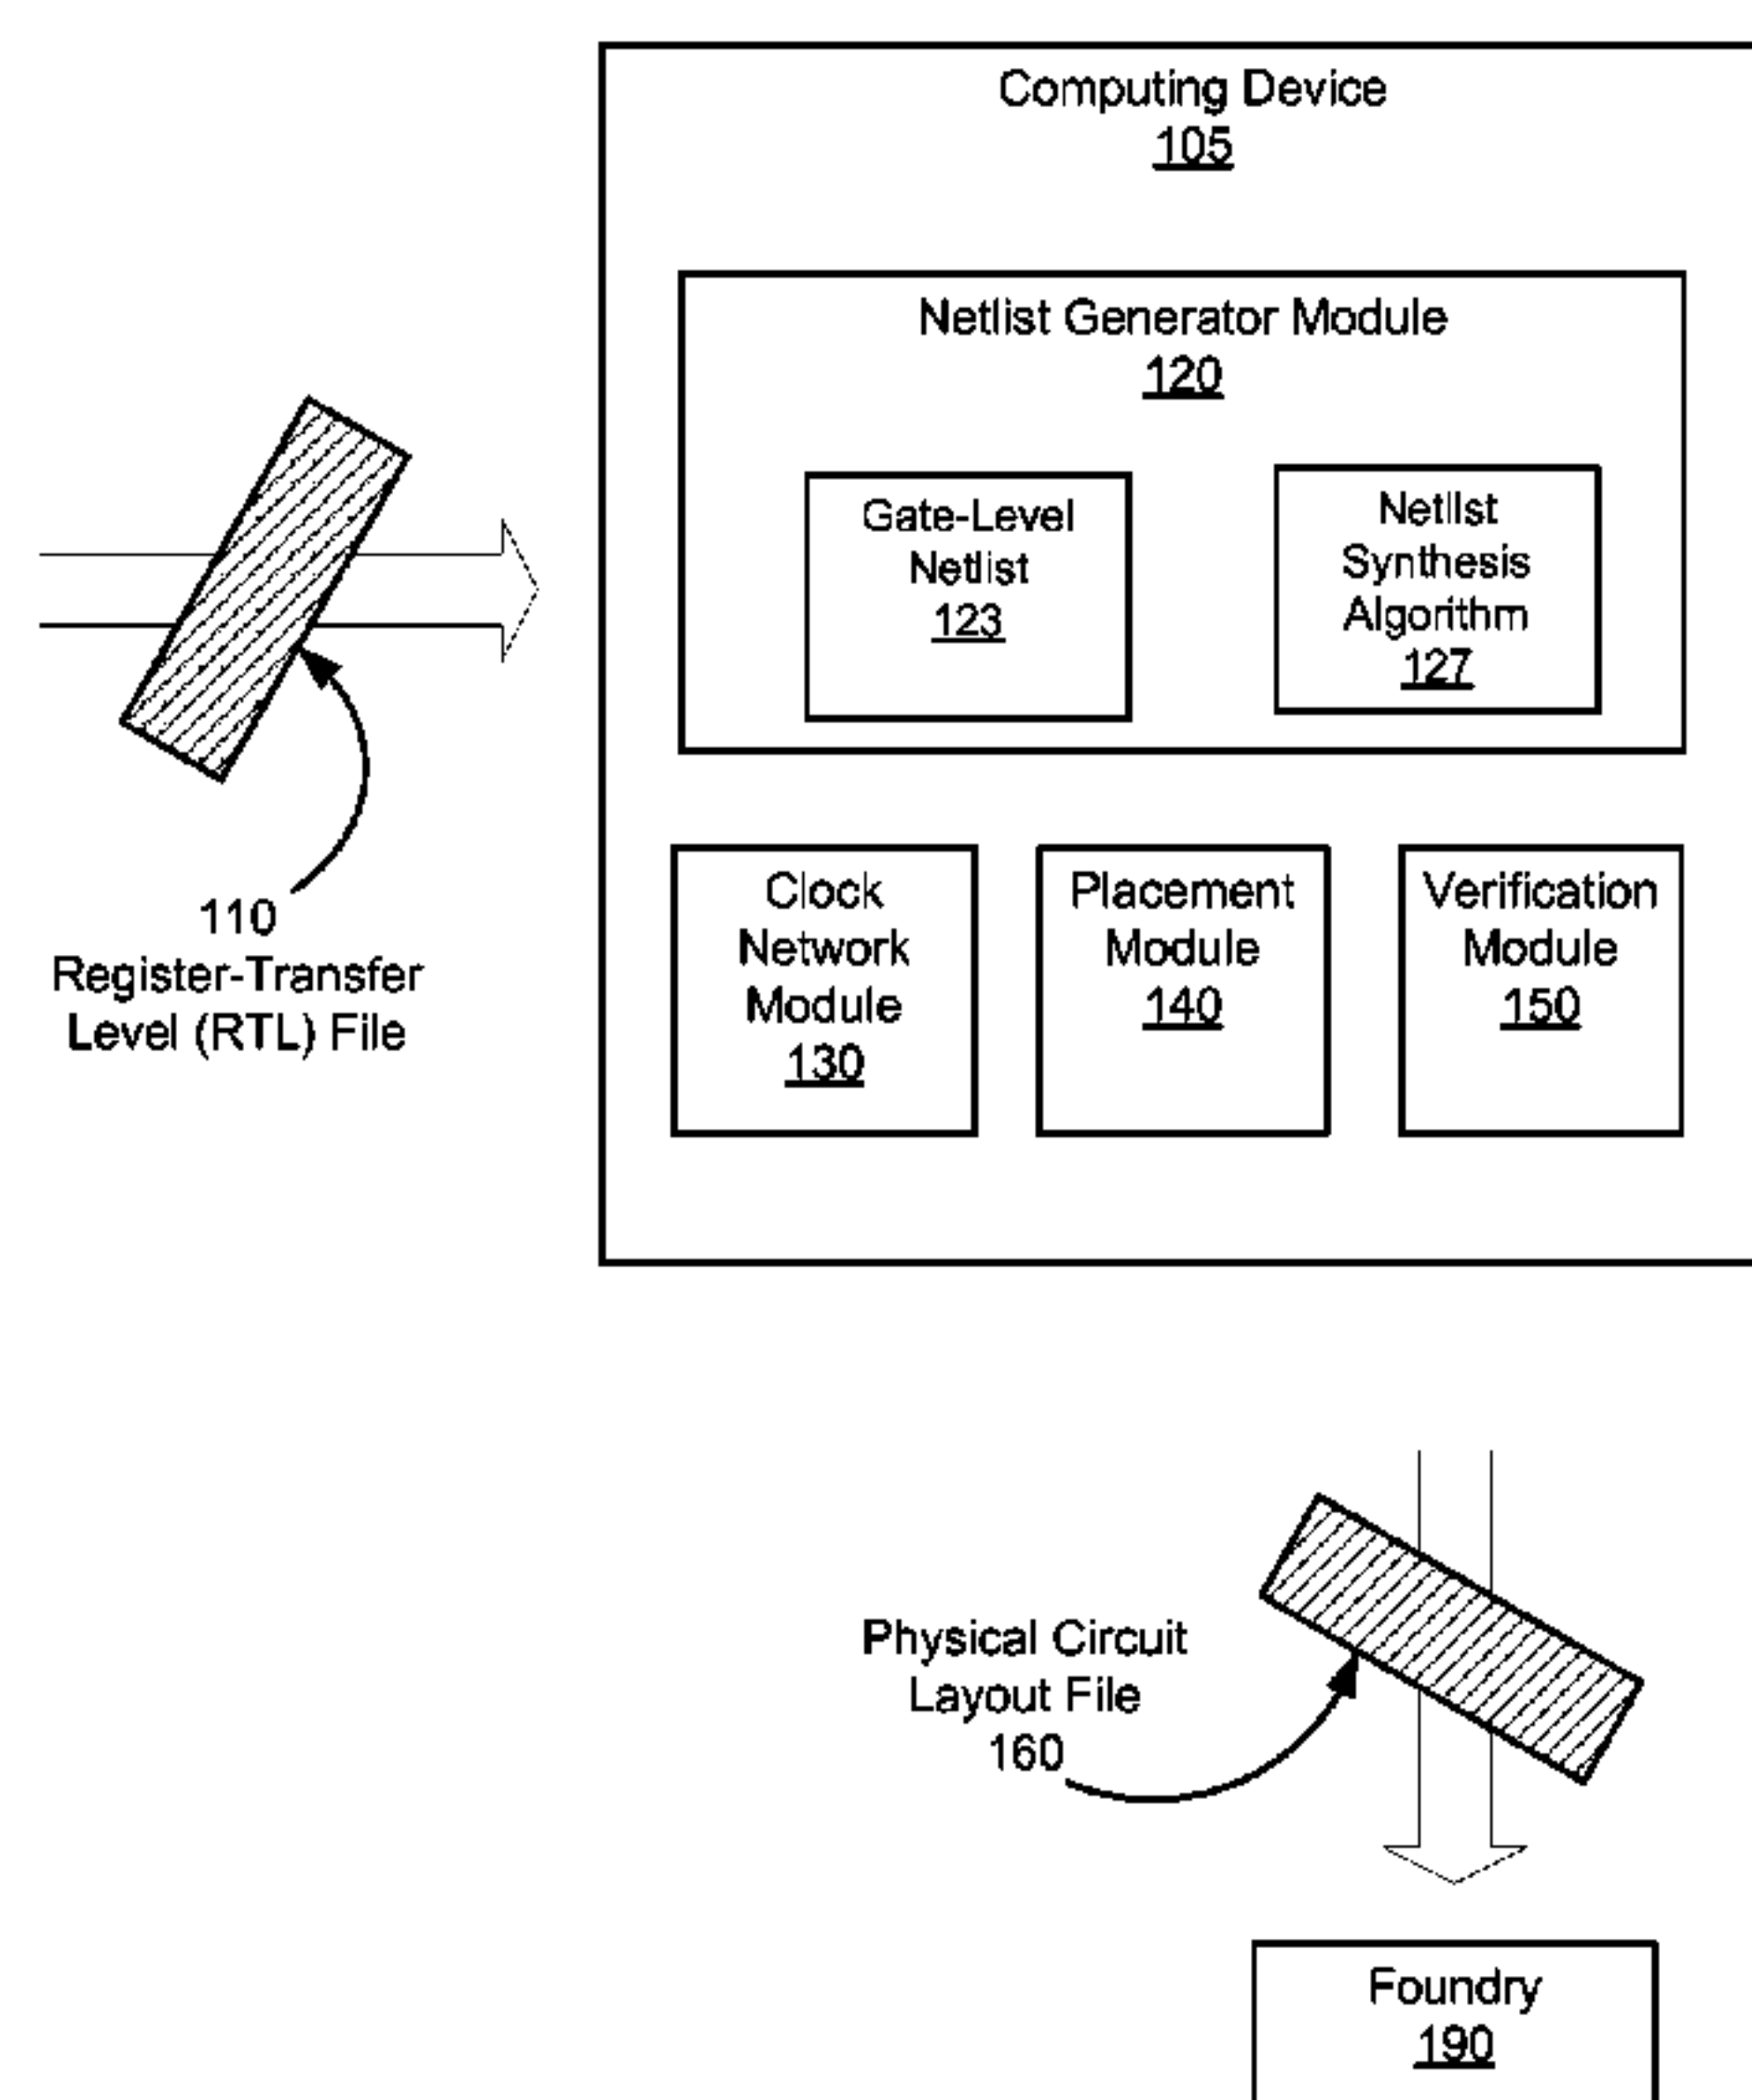 Computing Device
105
Netlist Generator Module
120
Gate-Level
Netlist
123
Netlist
Synthesis
Algorithm
127
110
Register-Transfer
Level (RTL) File
Clock
Network
Module
130
Placement
Module
140
Verification
Module
150
Physical Circuit
Layout File
160
Foundry
190